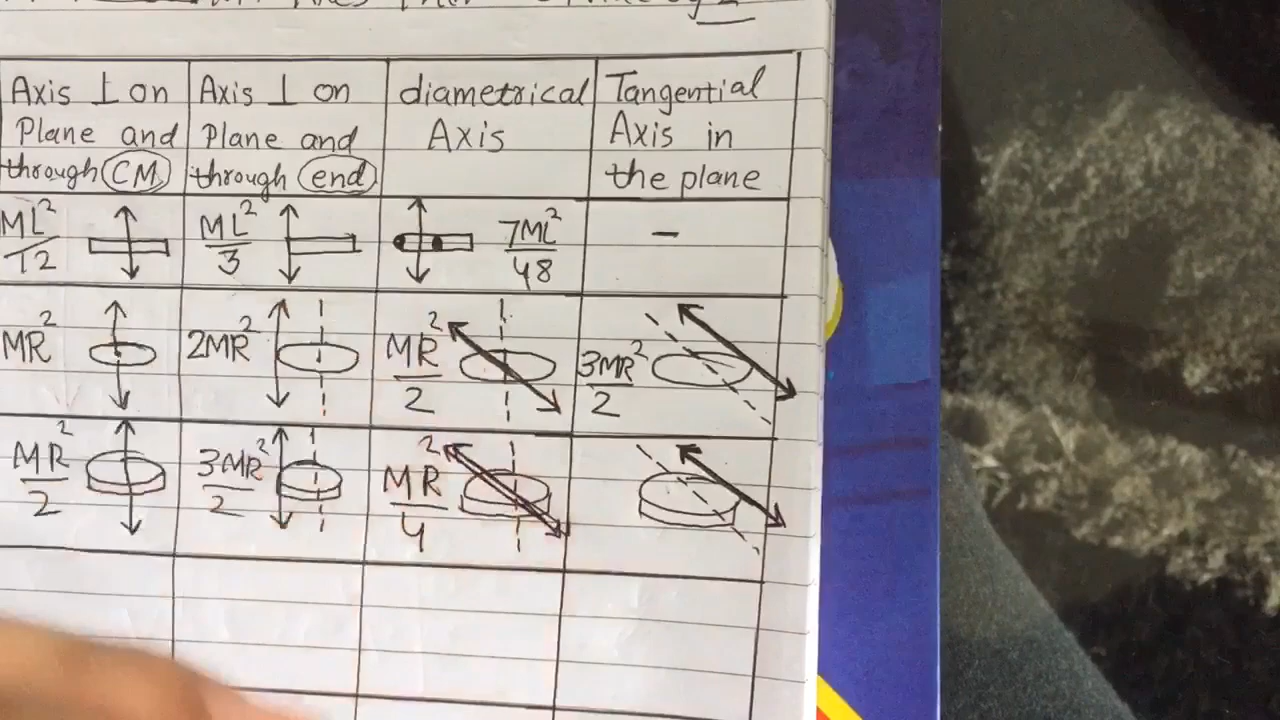 Axis ⊥ on
Plane and
through CM
Axis ⊥ on
Plane and
through end
diametrical
Axis
Tangential
Axis in
the plane
ML²/12
ML²/3
7ML²/48
–
MR²
2MR²
MR²/2
3MR²/2
MR²/2
3MR²/2
MR²/4